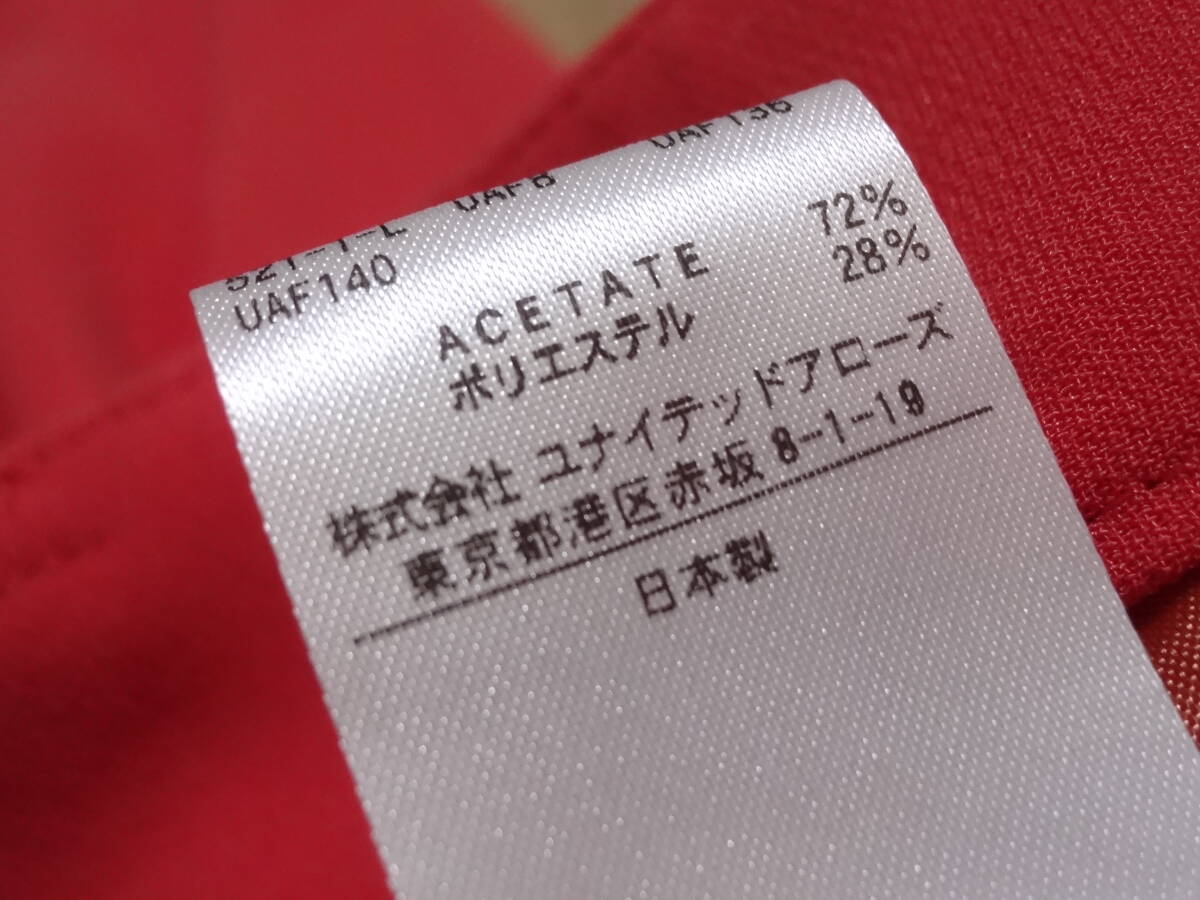 UAF140
ACETATE 72%
ポリエステル 28%
株式会社 ユナイテッドアローズ
東京都港区赤坂 8-1-19
日本製